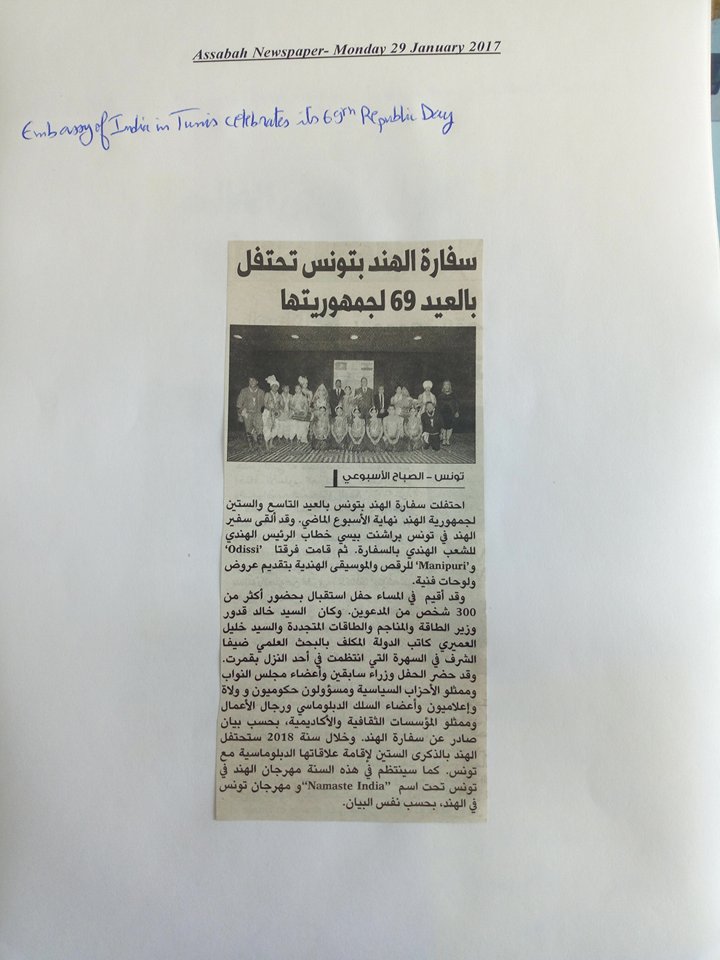 Assabah Newspaper- Monday 29 January 2017
Embassy of India in Tunis celebrates its 69th Republic Day
سفارة الهند بتونس تحتفل
بالعيد 69 لجمهوريتها
تونس - الصباح الأسبوعي
احتفلت سفارة الهند بتونس بالعيد التاسع والستين
لجمهورية الهند نهاية الأسبوع الماضي. وقد ألقى سفير
الهند في تونس براشنت بيسي خطاب الرئيس الهندي
للشعب الهندي بالسفارة. ثم قامت فرقتا 'Odissi'
و'Manipuri' للرقص والموسيقى الهندية بتقديم عروض
ولوحات فنية.
وقد أقيم في المساء حفل استقبال بحضور أكثر من
300 شخص من المدعوين. وكان السيد خالد قدور
وزير الطاقة والمناجم والطاقات المتجددة والسيد خليل
العميري كاتب الدولة المكلف بالبحث العلمي ضيفا
الشرف في السهرة التي انتظمت في أحد النزل بقمرت.
وقد حضر الحفل وزراء سابقين وأعضاء مجلس النواب
وممثلو الأحزاب السياسية ومسؤولون حكوميون و ولاة
وإعلاميون وأعضاء السلك الدبلوماسي ورجال الأعمال
وممثلو المؤسسات الثقافية والأكاديمية، بحسب بيان
صادر عن سفارة الهند. وخلال سنة 2018 ستحتفل
الهند بالذكرى الستين لإقامة علاقاتها الدبلوماسية مع
تونس. كما سينتظم في هذه السنة مهرجان الهند في
تونس تحت اسم "Namaste India" و مهرجان تونس
في الهند، بحسب نفس البيان.